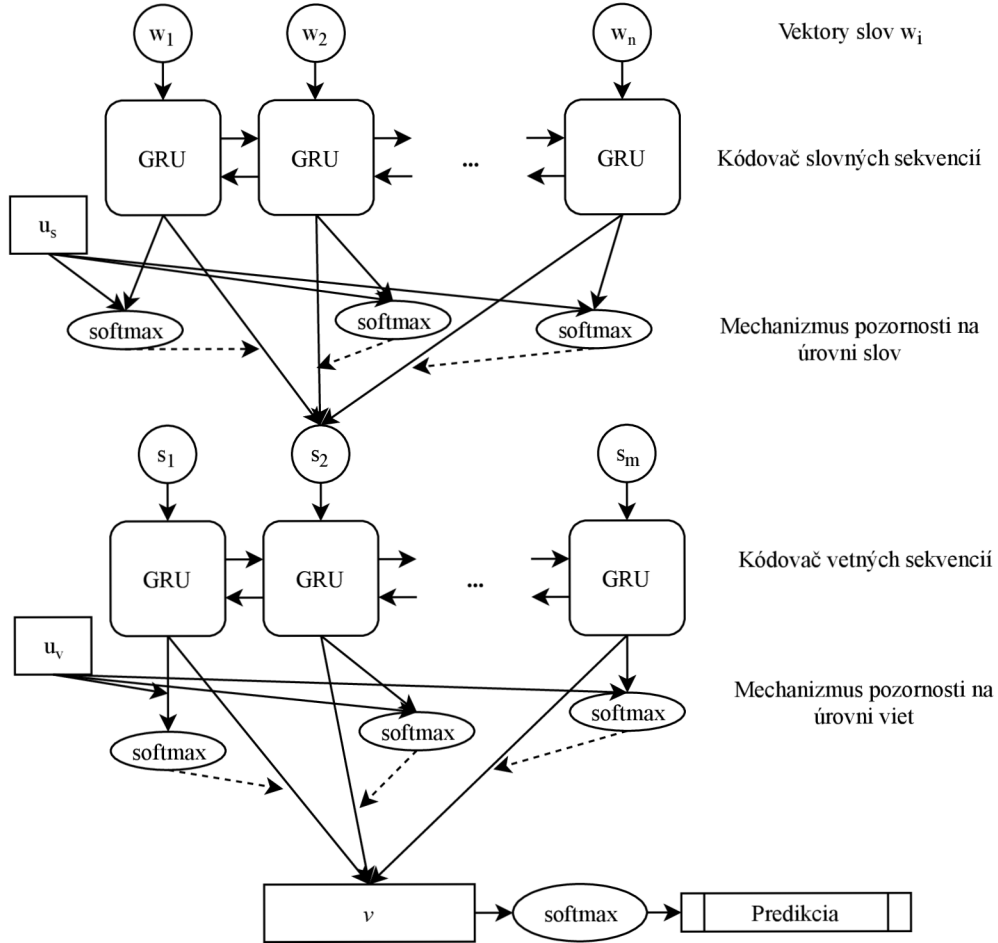 w1
w2
wn
Vektory slov wi
GRU
GRU
...
GRU
Kódovač slovných sekvencií
us
softmax
softmax
softmax
Mechanizmus pozornosti na
úrovni slov
s1
s2
sm
GRU
GRU
...
GRU
Kódovač vetných sekvencií
uv
softmax
softmax
softmax
Mechanizmus pozornosti na
úrovni viet
v
softmax
Predikcia